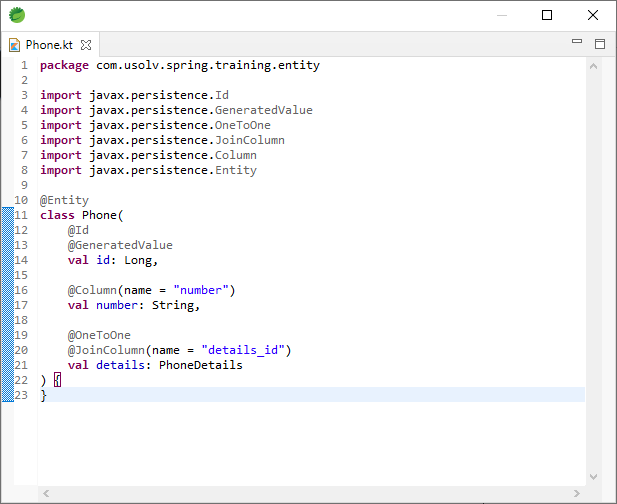 Phone.kt
1 package com.usolv.spring.training.entity
2
3 import javax.persistence.Id
4 import javax.persistence.GeneratedValue
5 import javax.persistence.OneToOne
6 import javax.persistence.JoinColumn
7 import javax.persistence.Column
8 import javax.persistence.Entity
9
10 @Entity
11 class Phone(
12     @Id
13     @GeneratedValue
14     val id: Long,
15
16     @Column(name = "number")
17     val number: String,
18
19     @OneToOne
20     @JoinColumn(name = "details_id")
21     val details: PhoneDetails
22 ) {
23 }